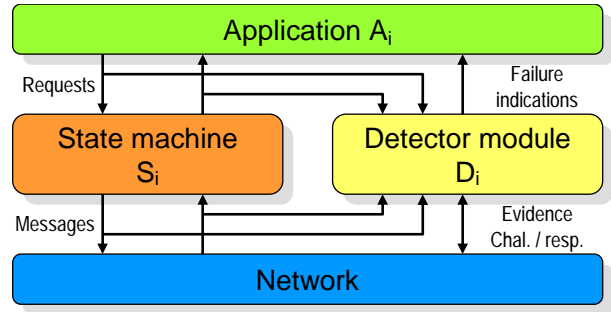 Application Ai
Requests
Failure
indications
State machine
Si
Detector module
Di
Messages
Evidence
Chal. / resp.
Network